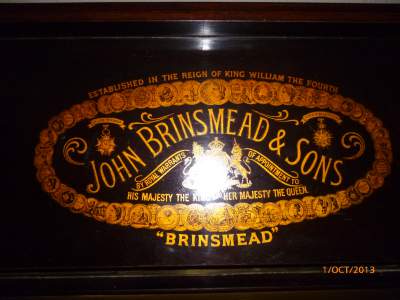 ESTABLISHED IN THE REIGN OF KING WILLIAM THE FOURTH
JOHN BRINSMEAD & SONS
BY ROYAL WARRANTS OF APPOINTMENT TO
HIS MAJESTY THE KING HER MAJESTY THE QUEEN.
"BRINSMEAD"
1/OCT/2013